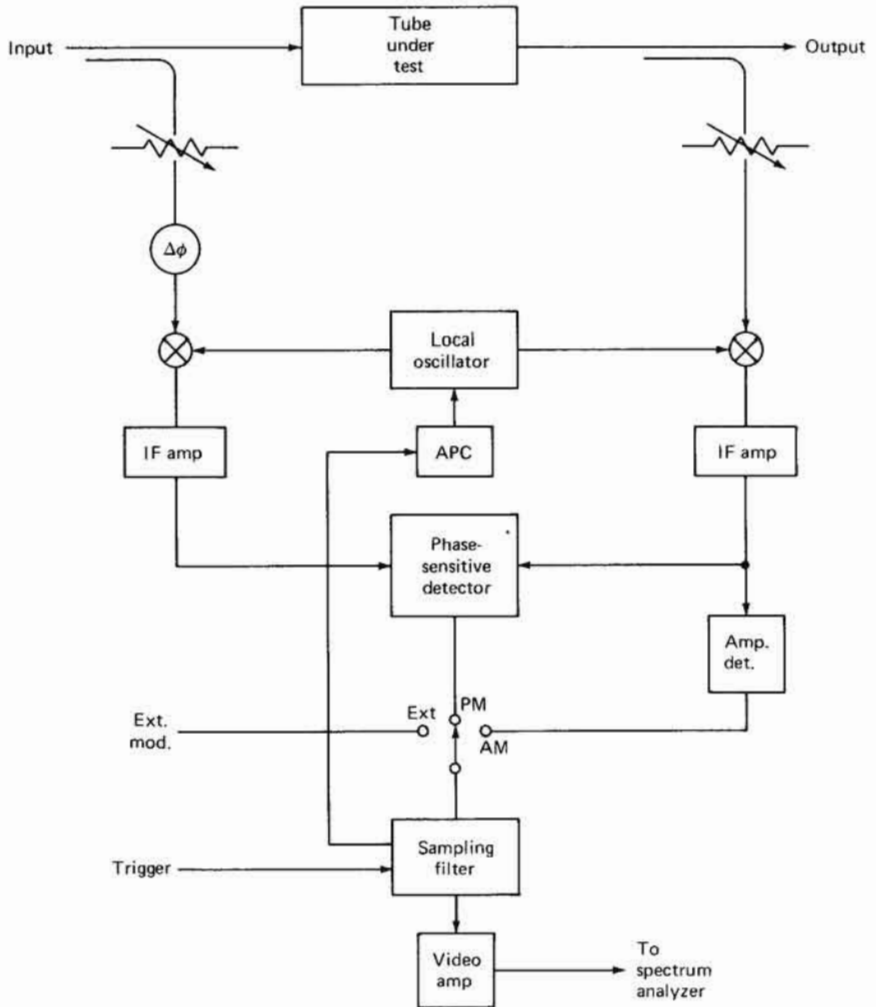 Tube
under
test
Input
Output
Δϕ
Local
oscillator
IF amp
APC
IF amp
Phase-
sensitive
detector
Amp.
det.
Ext.
mod.
Ext
PM
AM
Trigger
Sampling
filter
Video
amp
To
spectrum
analyzer